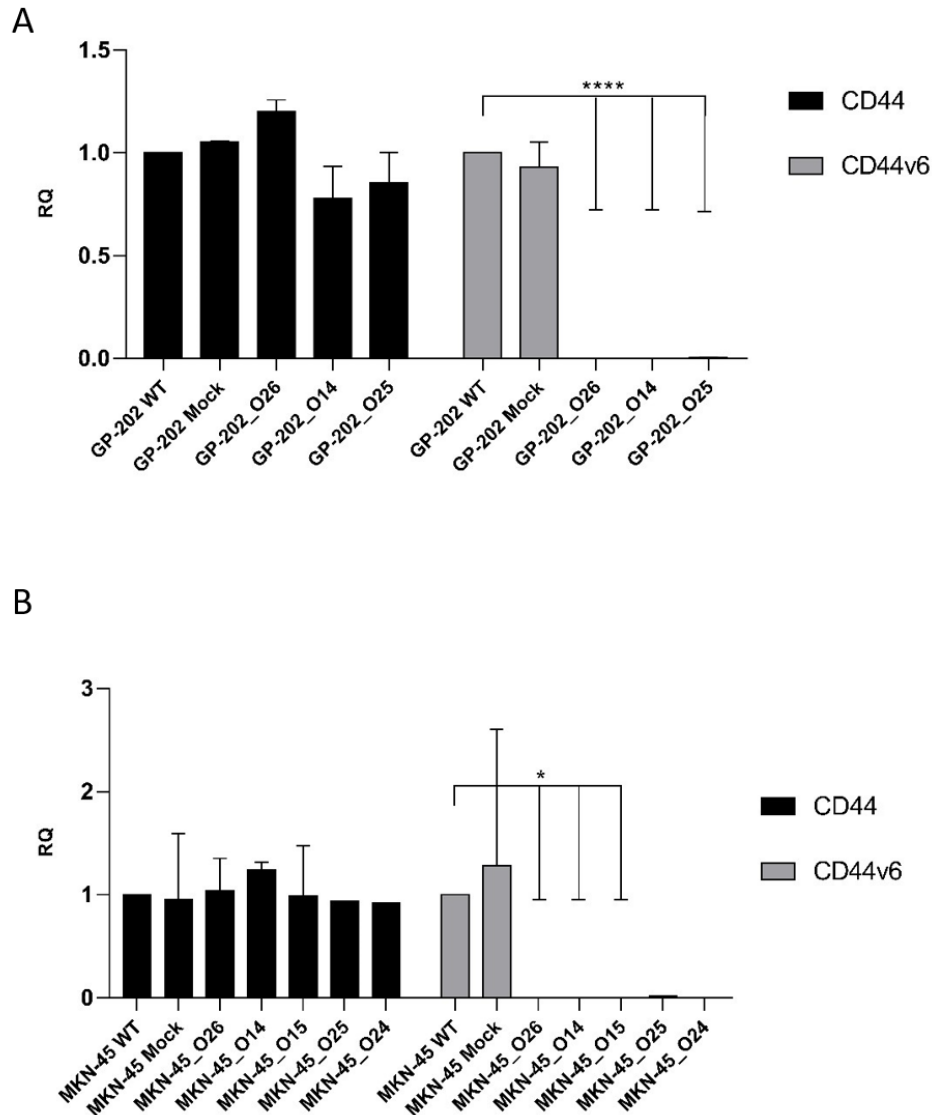 A
1.5
1.0
0.5
0.0
RQ
****
CD44
CD44v6
GP-202 WT
GP-202 Mock
GP-202_O26
GP-202_O14
GP-202_O25
GP-202 WT
GP-202 Mock
GP-202_O26
GP-202_O14
GP-202_O25
B
3
2
1
0
RQ
*
CD44
CD44v6
MKN-45 WT
MKN-45 Mock
MKN-45_O26
MKN-45_O14
MKN-45_O15
MKN-45_O25
MKN-45_O24
MKN-45 WT
MKN-45 Mock
MKN-45_O26
MKN-45_O14
MKN-45_O15
MKN-45_O25
MKN-45_O24